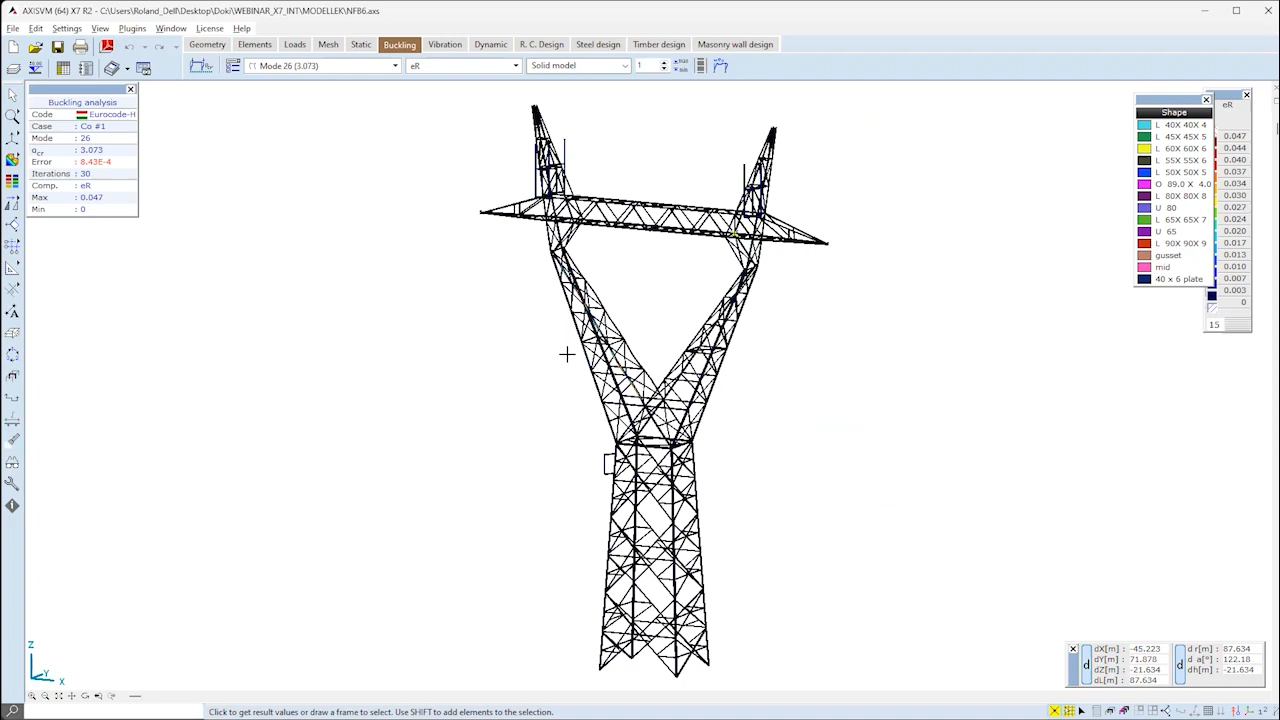 AXISVM (64) X7 R2 - C:\Users\Roland_Dell\Desktop\Doki\WEBINAR_X7_INT\MODELLEK\NFB6.axs
File Edit Settings View Plugins Window License Help
Geometry Elements Loads Mesh Static Buckling Vibration Dynamic R. C. Design Steel design Timber design Masonry wall design
Mode 26 (3.073) eR Solid model 1
Buckling analysis
Code Eurocode-H
Case : Co #1
Mode : 26
αcr : 3.073
Error : 8.43E-4
Iterations : 30
Comp. : eR
Max : 0.047
Min : 0
Shape
L 40X 40X 4
L 45X 45X 5
L 60X 60X 6
L 55X 55X 6
L 50X 50X 5
O 89.0 X 4,0
L 80X 80X 8
U 80
L 65X 65X 7
U 65
L 90X 90X 9
gusset
mid
40 x 6 plate
eR
0.047
0.044
0.040
0.037
0.034
0.030
0.027
0.024
0.020
0.017
0.013
0.010
0.007
0.003
0
15
Z
Y
X
d
dX[m] : -45.223
dY[m] : 71.878
dZ[m] : -21.634
dL[m] : 87.634
d
d r[m] : 87.634
d a[°] : 122.18
d h[m] : -21.634
Click to get result values or draw a frame to select. Use SHIFT to add elements to the selection.